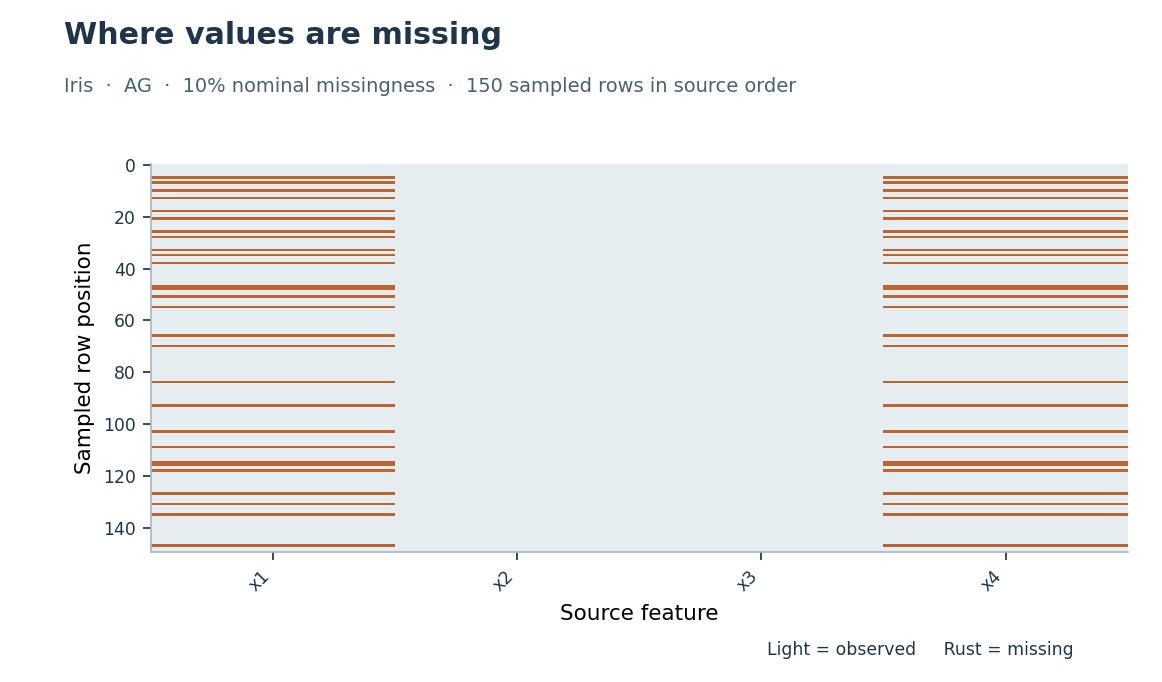 Where values are missing
Iris · AG · 10% nominal missingness · 150 sampled rows in source order
0
20
40
60
80
100
120
140
Sampled row position
x1
x2
x3
x4
Source feature
Light = observed Rust = missing